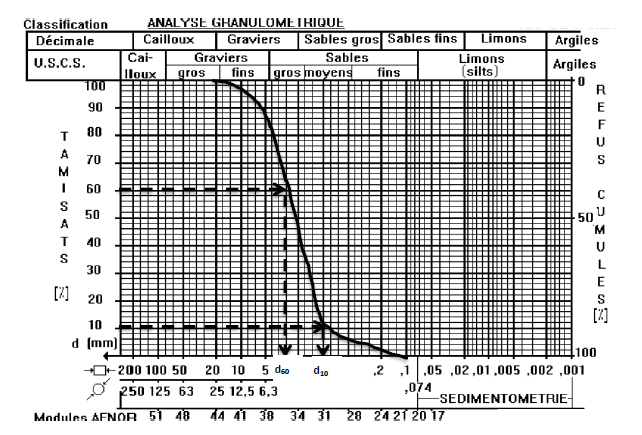 Classification ANALYSE GRANULOMETRIQUE
Décimale Cailloux Graviers Sables gros Sables fins Limons Argiles
U.S.C.S. Cai- lloux Graviers gros fins Sables gros moyens fins Limons (silts) Argiles
100 0
90
80
70
60
50 50
40
30
20
10
100
TAMISATS
[%]
REFUS CUMULES
[%]
d (mm)
200 100 50 20 10 5 d60 d10 ,2 ,1 ,05 ,02 ,01 ,005 ,002 ,001
250 125 63 25 12,5 6,3 ,074
SEDIMENTOMETRIE
Modules AFNOR 51 48 44 41 38 34 31 28 24 21 20 17